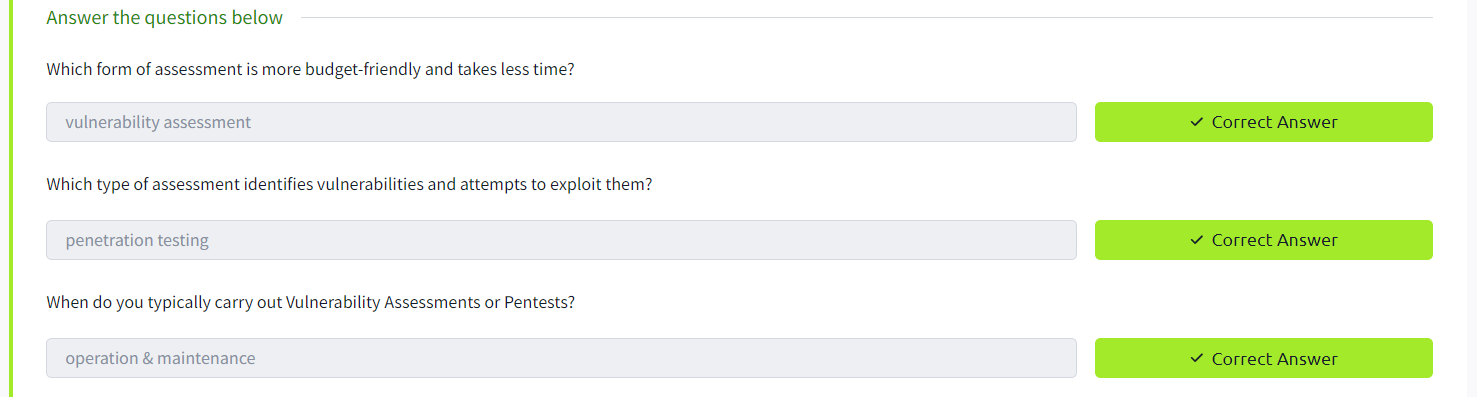 Answer the questions below
Which form of assessment is more budget-friendly and takes less time?
vulnerability assessment
✓ Correct Answer
Which type of assessment identifies vulnerabilities and attempts to exploit them?
penetration testing
✓ Correct Answer
When do you typically carry out Vulnerability Assessments or Pentests?
operation & maintenance
✓ Correct Answer